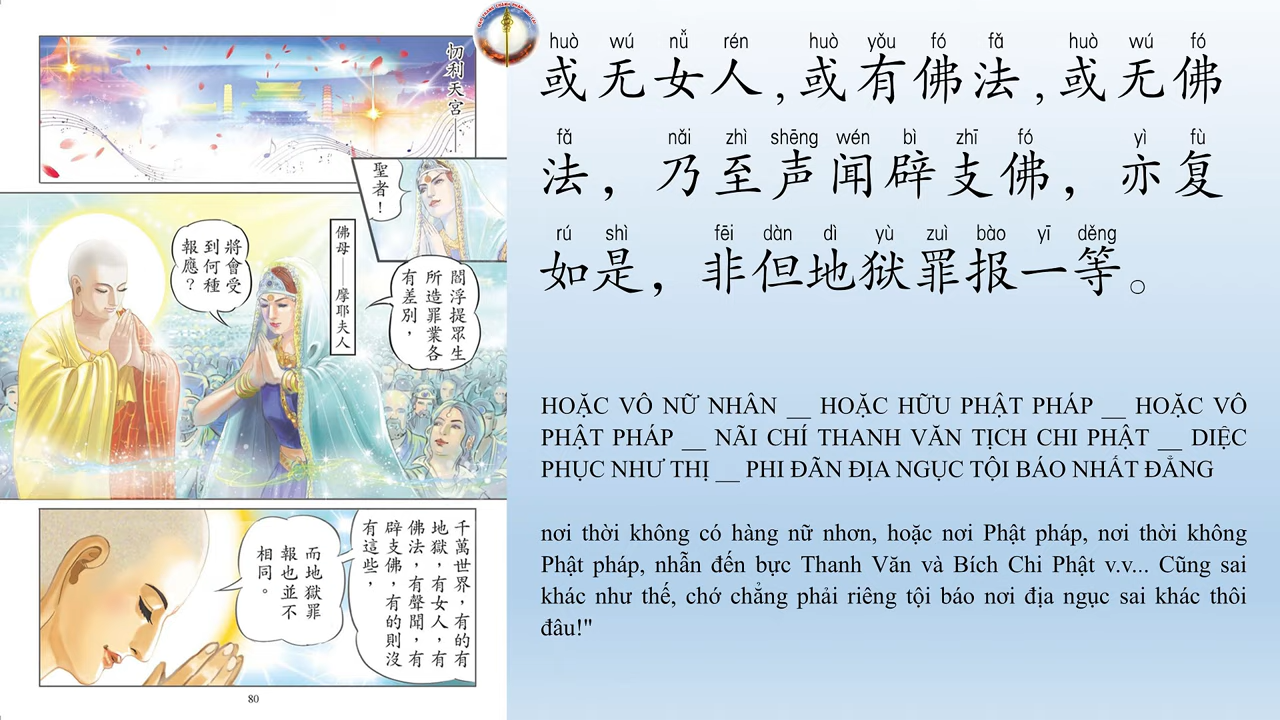 忉利天宮——
聖者！
閻浮提眾生
所造罪業各
有差別，
佛母——摩耶夫人
將會受
到何種
報應？
千萬世界，有的有
地獄，有女人，有
佛法，有聲聞，有
辟支佛，有的則沒
有這些，
而地獄罪
報也並不
相同。
80
huò wú nǚ rén huò yǒu fó fǎ huò wú fó
或无女人,或有佛法,或无佛
fǎ nǎi zhì shēng wén bì zhī fó yì fù
法，乃至声闻辟支佛，亦复
rú shì fēi dàn dì yù zuì bào yī děng
如是，非但地狱罪报一等。
HOẶC VÔ NỮ NHÂN __ HOẶC HỮU PHẬT PHÁP __ HOẶC VÔ
PHẬT PHÁP __ NÃI CHÍ THANH VĂN TỊCH CHI PHẬT __ DIỆC
PHỤC NHƯ THỊ __ PHI ĐÃN ĐỊA NGỤC TỘI BÁO NHẤT ĐẲNG
nơi thời không có hàng nữ nhơn, hoặc nơi Phật pháp, nơi thời không
Phật pháp, nhẫn đến bực Thanh Văn và Bích Chi Phật v.v... Cũng sai
khác như thế, chớ chẳng phải riêng tội báo nơi địa ngục sai khác thôi
đâu!"